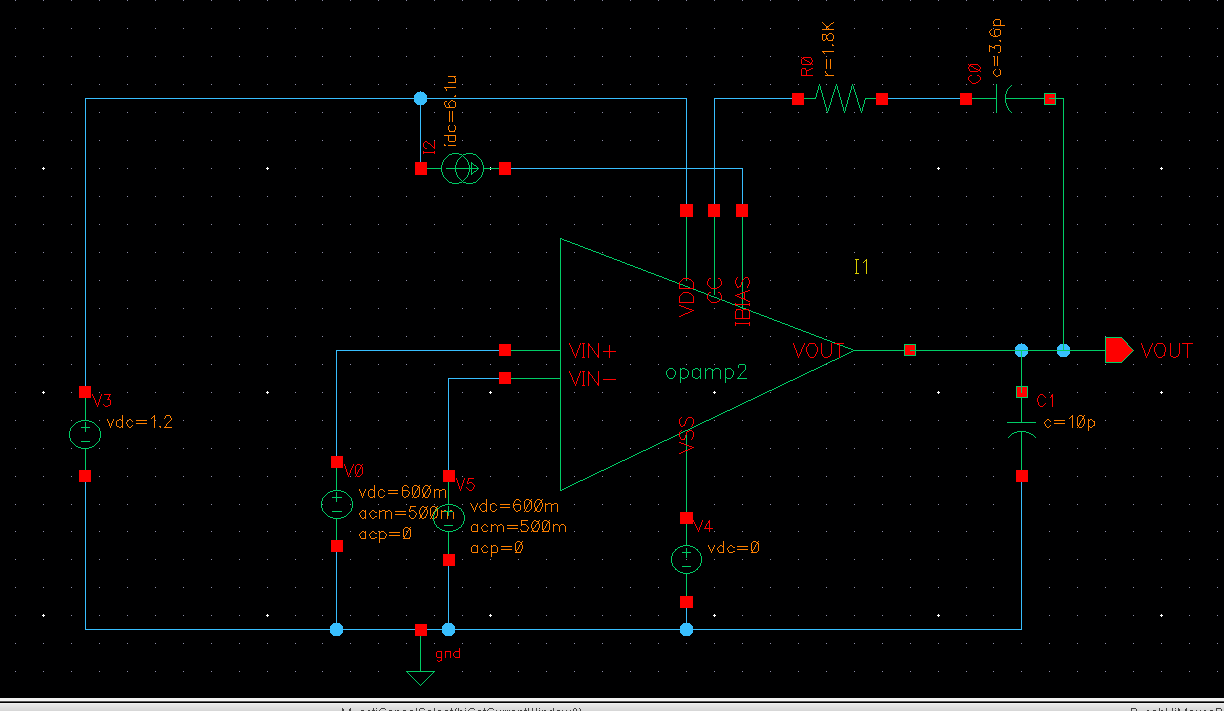 R0
r=1.8K
C0
c=3.6p
I2
idc=6.1u
I1
VDD
CC
IBIAS
VIN+
VIN-
VOUT
VOUT
opamp2
VSS
V3
vdc=1.2
C1
c=10p
V0
vdc=600m
acm=500m
acp=0
V5
vdc=600m
acm=500m
acp=0
V4
vdc=0
gnd